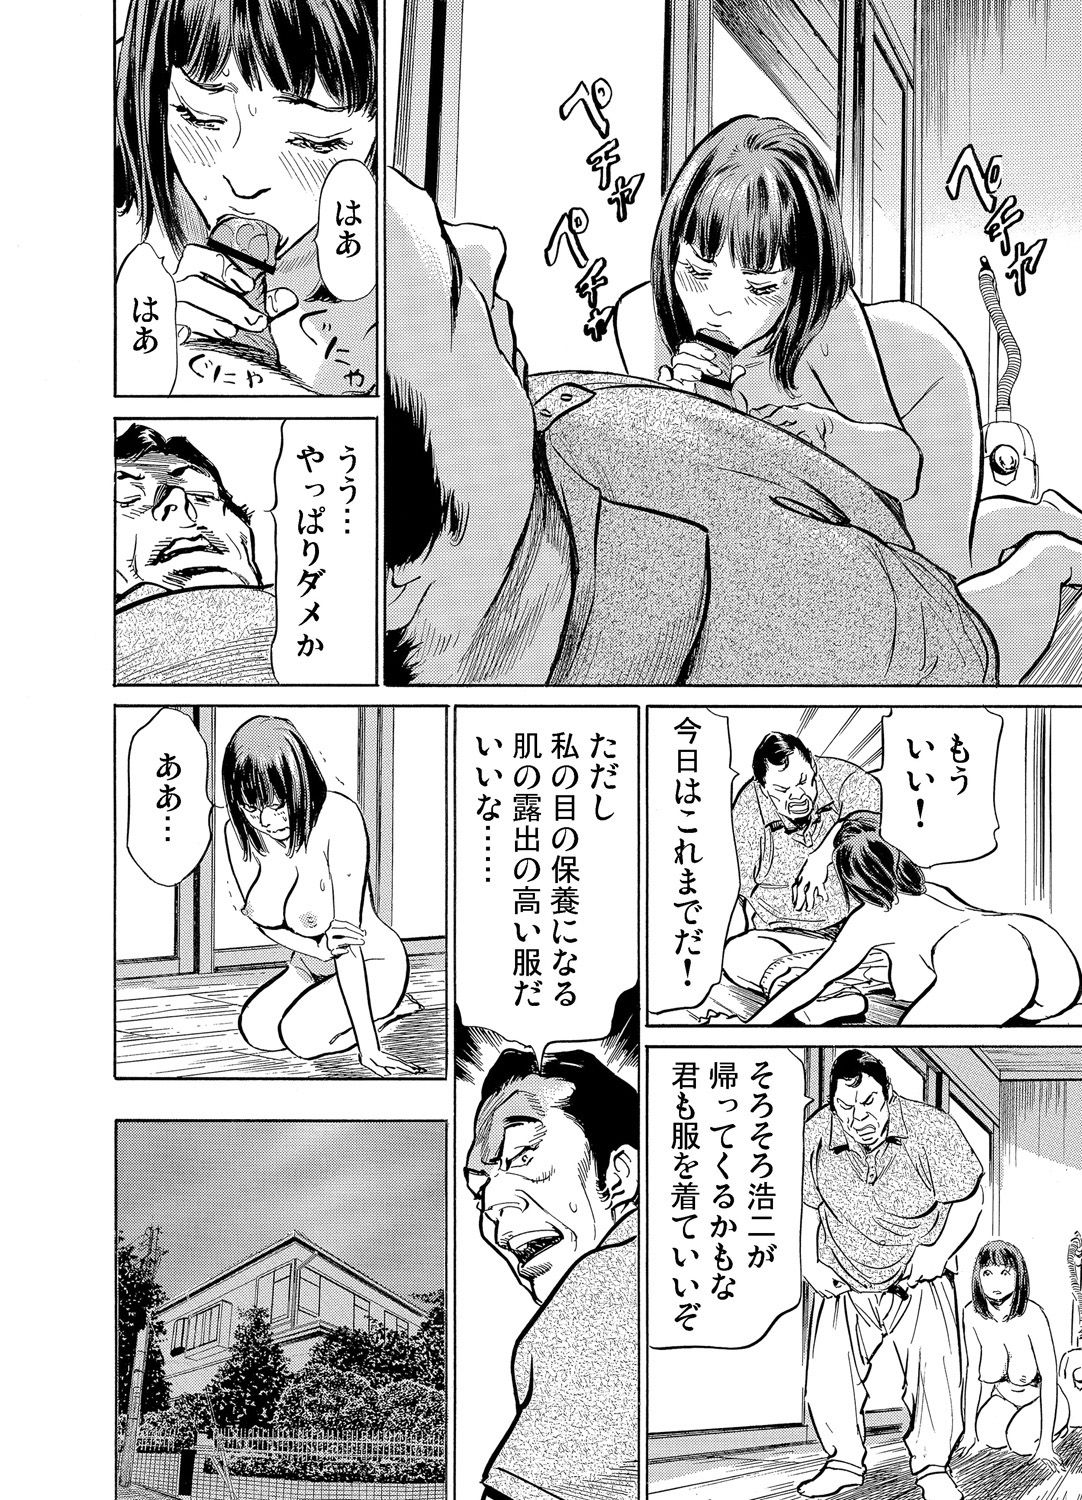 ペチャ
ペチャ
ペチャ
はあ
はあ
ぐにゃ
ぐにゃ
うう…
やっぱりダメか
もう
いい！
今日はこれまでだ！
そろそろ浩二が
帰ってくるかもな
君も服を着ていいぞ
ただし
私の目の保養になる
肌の露出の高い服だ
いいな……
ああ…